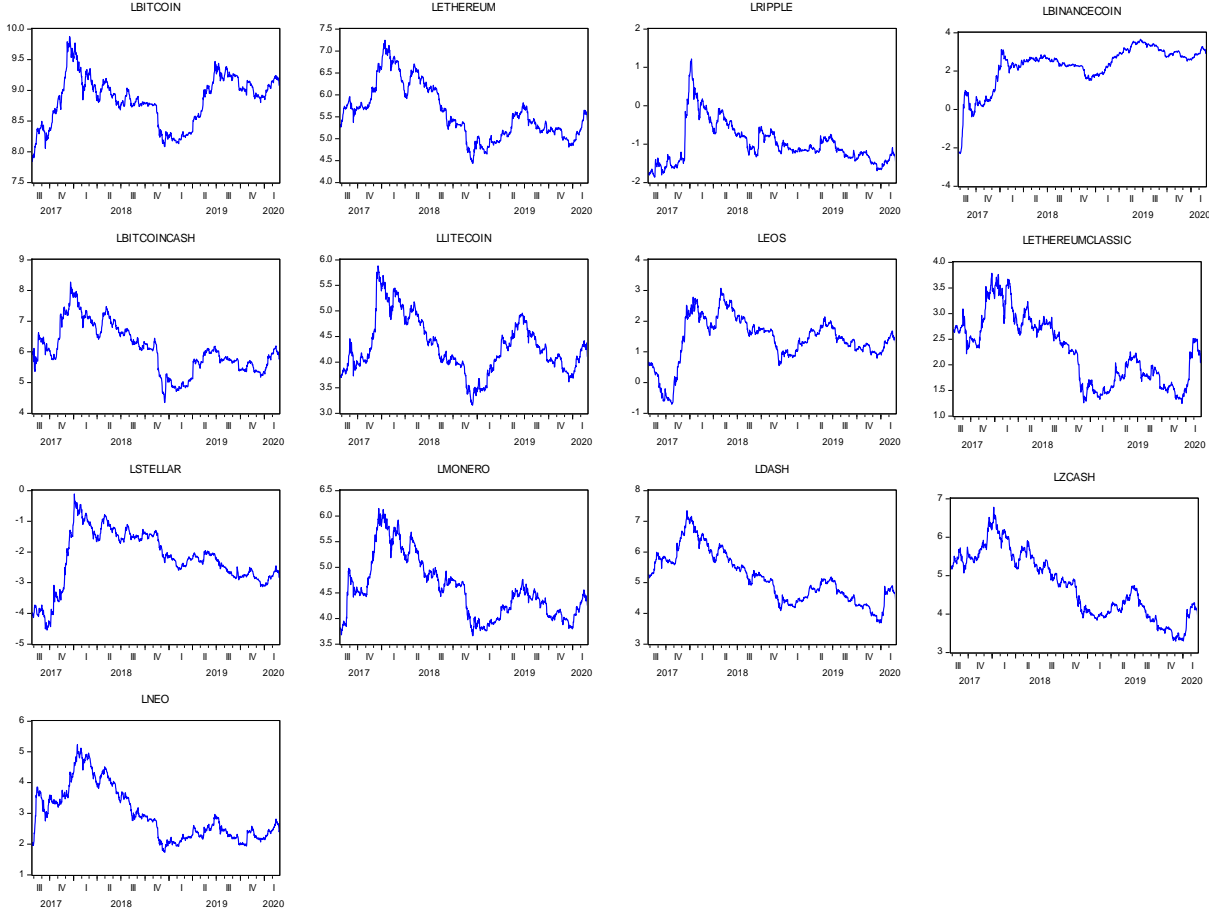 LBITCOIN
10.0
9.5
9.0
8.5
8.0
7.5
III IV I II III IV I II III IV I
2017 2018 2019 2020
LETHEREUM
7.5
7.0
6.5
6.0
5.5
5.0
4.5
4.0
III IV I II III IV I II III IV I
2017 2018 2019 2020
LRIPPLE
2
1
0
-1
-2
III IV I II III IV I II III IV I
2017 2018 2019 2020
LBINANCECOIN
4
2
0
-2
-4
III IV I II III IV I II III IV I
2017 2018 2019 2020
LBITCOINCASH
9
8
7
6
5
4
III IV I II III IV I II III IV I
2017 2018 2019 2020
LLITECOIN
6.0
5.5
5.0
4.5
4.0
3.5
3.0
III IV I II III IV I II III IV I
2017 2018 2019 2020
LEOS
4
3
2
1
0
-1
III IV I II III IV I II III IV I
2017 2018 2019 2020
LETHEREUMCLASSIC
4.0
3.5
3.0
2.5
2.0
1.5
1.0
III IV I II III IV I II III IV I
2017 2018 2019 2020
LSTELLAR
0
-1
-2
-3
-4
-5
III IV I II III IV I II III IV I
2017 2018 2019 2020
LMONERO
6.5
6.0
5.5
5.0
4.5
4.0
3.5
III IV I II III IV I II III IV I
2017 2018 2019 2020
LDASH
8
7
6
5
4
3
III IV I II III IV I II III IV I
2017 2018 2019 2020
LZCASH
7
6
5
4
3
III IV I II III IV I II III IV I
2017 2018 2019 2020
LNEO
6
5
4
3
2
1
III IV I II III IV I II III IV I
2017 2018 2019 2020